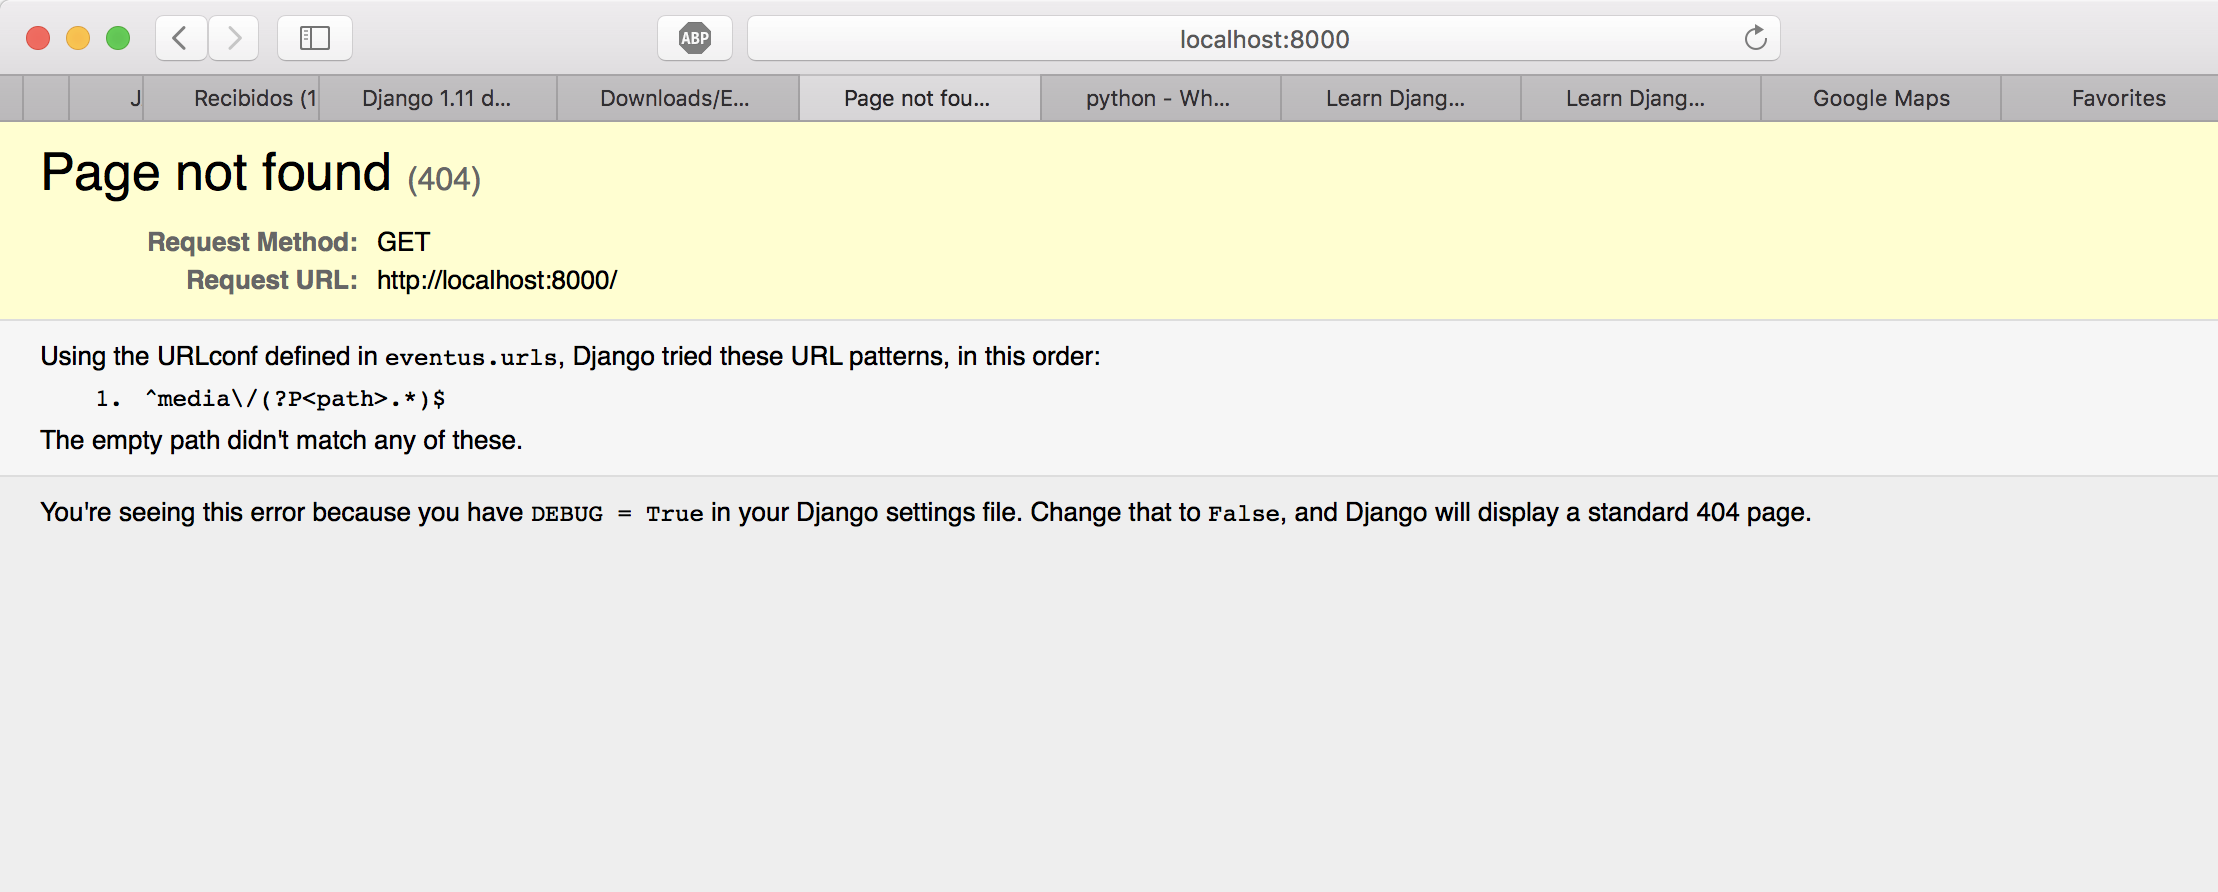 ABP
localhost:8000
J
Recibidos (1
Django 1.11 d...
Downloads/E...
Page not fou...
python - Wh...
Learn Djang...
Learn Djang...
Google Maps
Favorites
Page not found (404)
Request Method: GET
Request URL: http://localhost:8000/
Using the URLconf defined in eventus.urls, Django tried these URL patterns, in this order:
1. ^media\/(?P<path>.*)$
The empty path didn't match any of these.
You're seeing this error because you have DEBUG = True in your Django settings file. Change that to False, and Django will display a standard 404 page.